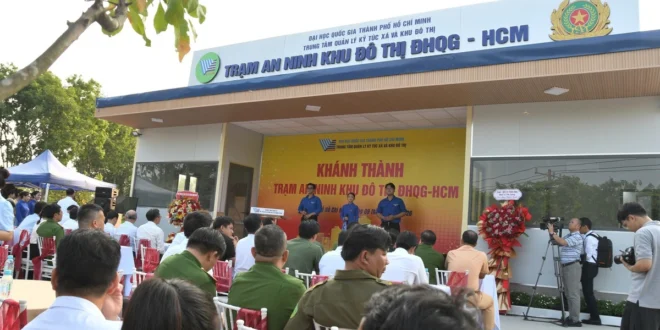 ĐẠI HỌC QUỐC GIA THÀNH PHỐ HỒ CHÍ MINH
TRUNG TÂM QUẢN LÝ KÝ TÚC XÁ VÀ KHU ĐÔ THỊ
TRẠM AN NINH KHU ĐÔ THỊ ĐHQG - HCM
KHÁNH THÀNH
TRẠM AN NINH KHU ĐÔ THỊ ĐHQG-HCM